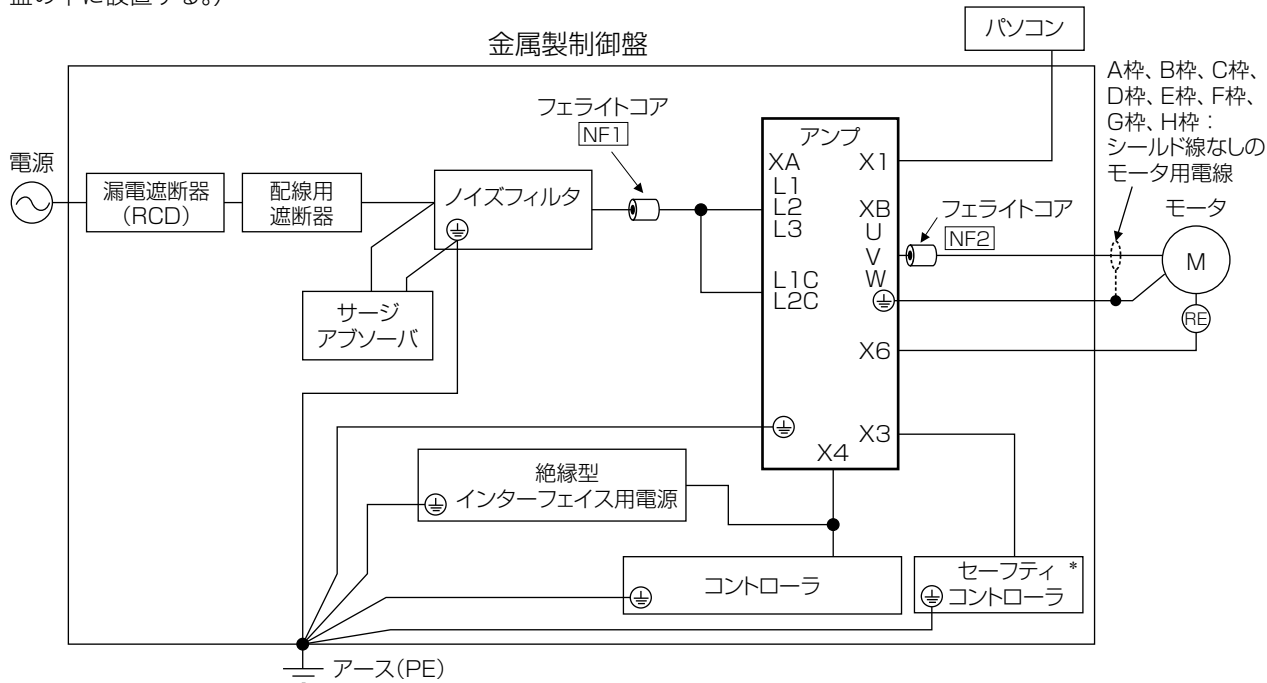 盤の中に設置する。)
金属製制御盤
パソコン
A枠、B枠、C枠、
D枠、E枠、F枠、
G枠、H枠：
シールド線なしの
モータ用電線
フェライトコア
NF1
電源
漏電遮断器
(RCD)
配線用
遮断器
ノイズフィルタ
サージ
アブソーバ
アンプ
XA
X1
L1
L2
L3
XB
U
V
W
L1C
L2C
X6
X3
X4
フェライトコア
NF2
モータ
M
RE
絶縁型
インターフェイス用電源
コントローラ
セーフティ *
コントローラ
アース(PE)